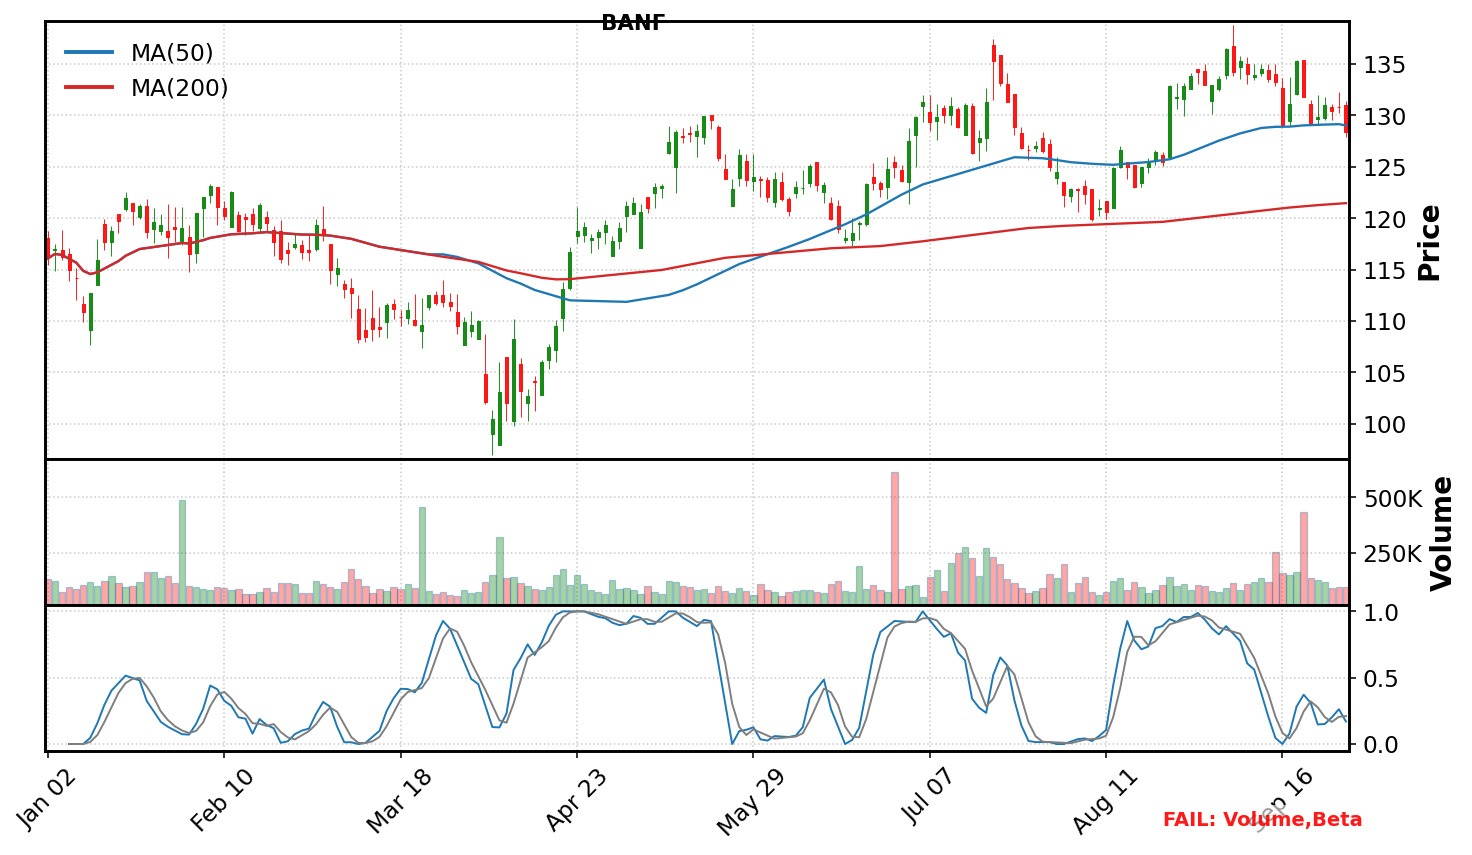 BANF
MA(50)
MA(200)
135
130
125
120
115
110
105
100
Price
500K
250K
Volume
1.0
0.5
0.0
Jan 02
Feb 10
Mar 18
Apr 23
May 29
Jul 07
Aug 11
Sep 16
FAIL: Volume,Beta